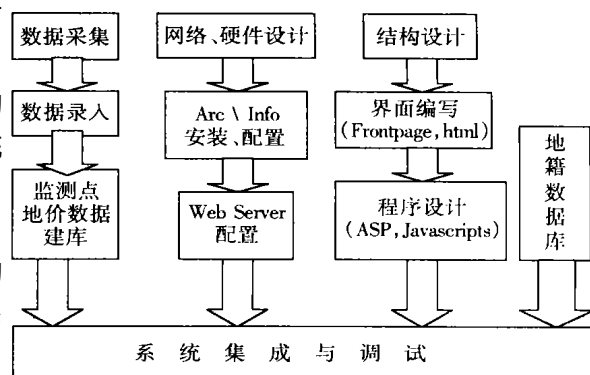 数据采集
网络、硬件设计
结构设计
数据录入
Arc \ Info
安装、配置
界面编写
(Frontpage,html)
地
籍
数
据
库
监测点
地价数据
建库
Web Server
配置
程序设计
(ASP,Javascripts)
系统集成与调试